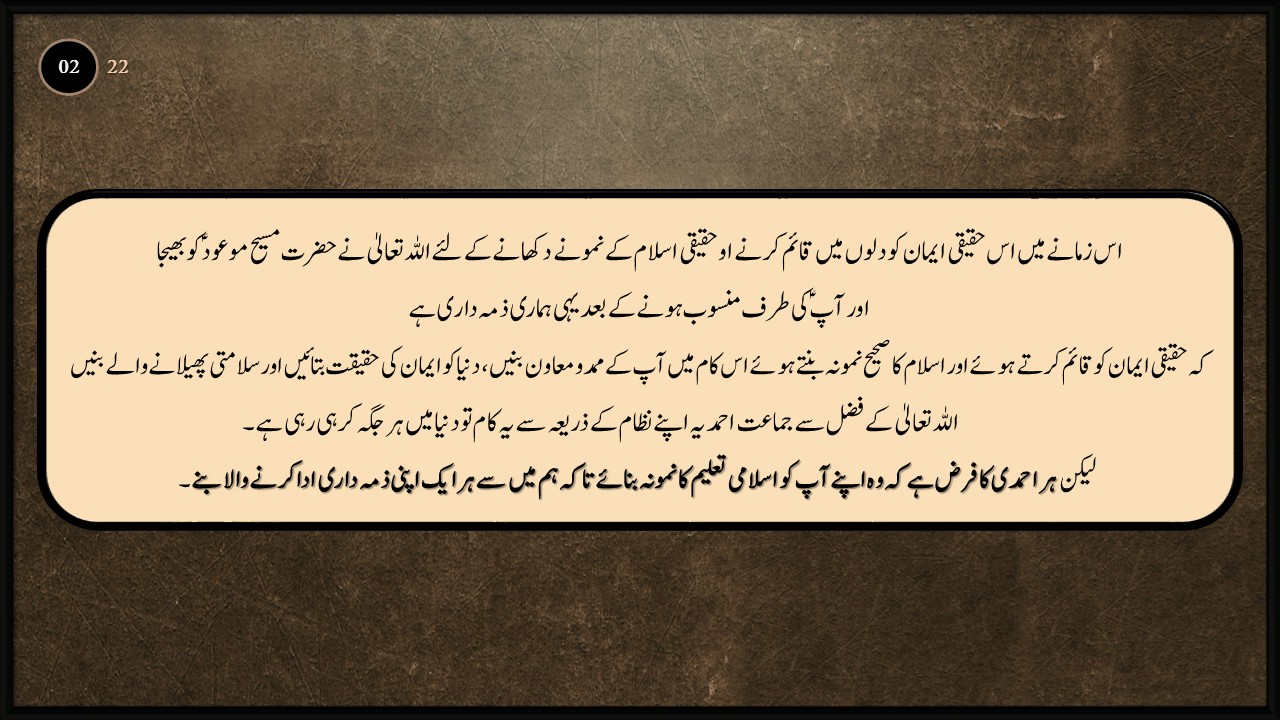 02 22
اس زمانے میں اس حقیقی ایمان کو دلوں میں قائم کرنے او حقیقی اسلام کے نمونے دکھانے کے لئے اللہ تعالیٰ نے حضرت مسیح موعودؑ کو بھیجا
اور آپؑ کی طرف منسوب ہونے کے بعد یہی ہماری ذمہ داری ہے
کہ حقیقی ایمان کو قائم کرتے ہوئے اور اسلام کا صحیح نمونہ بنتے ہوئے اس کام میں آپ کے ممد و معاون بنیں، دنیا کو ایمان کی حقیقت بتائیں اور سلامتی پھیلانے والے بنیں
اللہ تعالیٰ کے فضل سے جماعت احمدیہ اپنے نظام کے ذریعہ سے یہ کام تو دنیا میں ہر جگہ کر ہی رہی ہے۔
لیکن ہر احمدی کا فرض ہے کہ وہ اپنے آپ کو اسلامی تعلیم کا نمونہ بنائے تا کہ ہم میں سے ہر ایک اپنی ذمہ داری ادا کرنے والا بنے۔